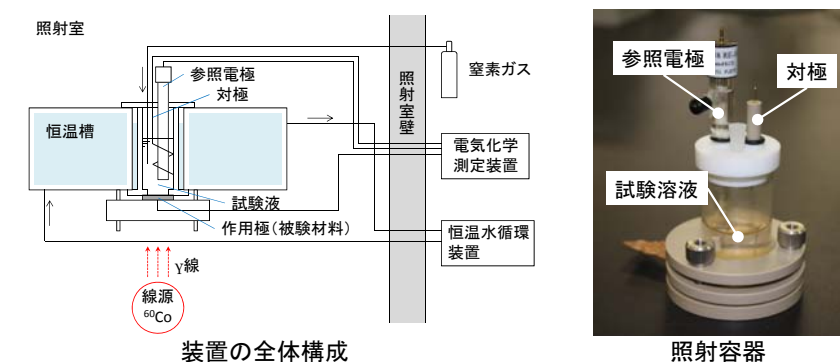 照射室
参照電極
対極
恒温槽
試験液
作用極(被験材料)
γ線
線源
⁶⁰Co
照射室壁
窒素ガス
電気化学
測定装置
恒温水循環
装置
装置の全体構成
参照電極
対極
試験溶液
照射容器